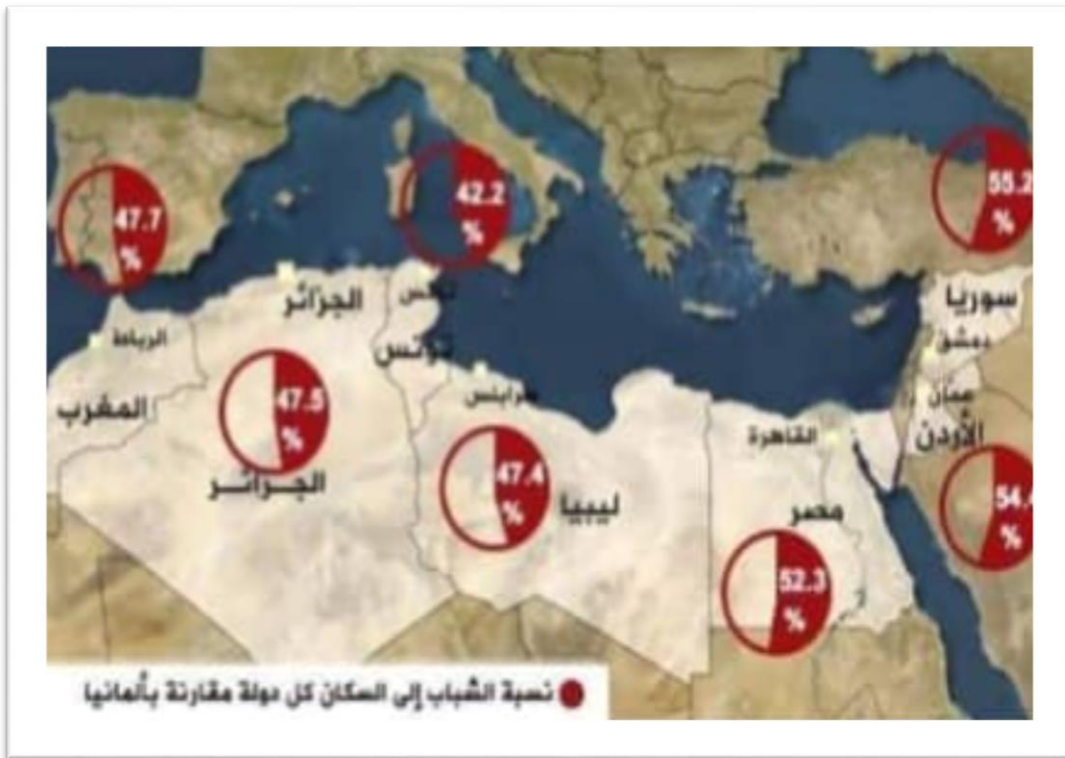 47.7
%
42.2
%
55.2
%
الجزائر
تونس
سوريا
دمشق
الرباط
تونس
طرابلس
عمان
المغرب
47.5
%
الأردن
القاهرة
الجـزائـر
47.4
%
ليبيا
مصر
54.4
%
52.3
%
نسبة الشباب إلى السكان كل دولة مقارنة بألمانيا